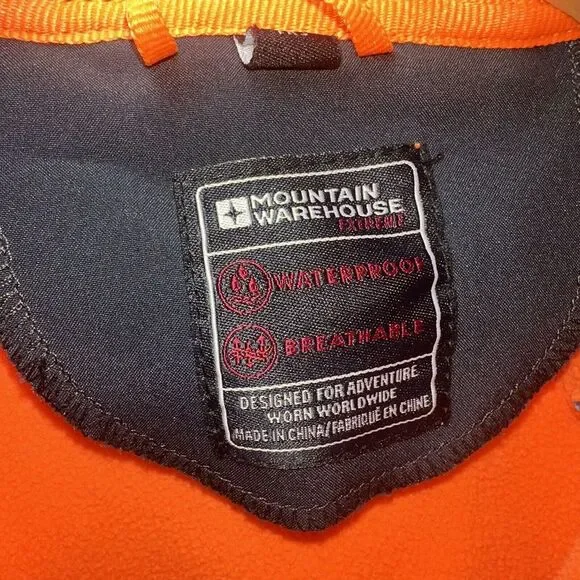 MOUNTAIN
WAREHOUSE
EXTREME
WATERPROOF
BREATHABLE
DESIGNED FOR ADVENTURE
WORN WORLDWIDE
MADE IN CHINA/FABRIQUÉ EN CHINE